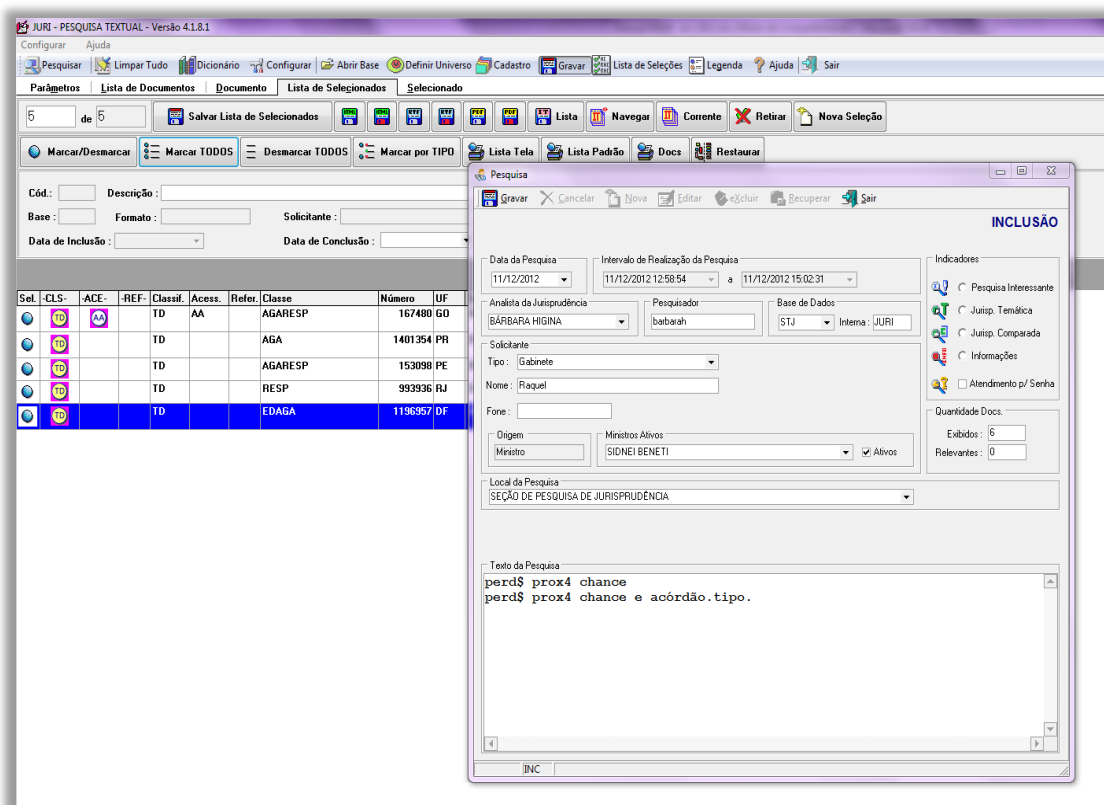 JURI - PESQUISA TEXTUAL - Versão 4.1.8.1
Configurar Ajuda
Pesquisar Limpar Tudo Dicionário Configurar Abrir Base Definir Universo Cadastro Gravar Lista de Seleções Legenda Ajuda Sair
Parâmetros Lista de Documentos Documento Lista de Selecionados Selecionado
5 de 5 Salvar Lista de Selecionados Lista Navegar Corrente Retirar Nova Seleção
Marcar/Desmarcar Marcar TODOS Desmarcar TODOS Marcar por TIPO Lista Tela Lista Padrão Docs Restaurar
Cód.: Descrição :
Base : Formato : Solicitante :
Data de Inclusão : Data de Conclusão :
Sel. -CLS- -ACE- -REF- Classif. Acess. Refer. Classe Número UF
TD AA TD AA AGARESP 167480 GO
TD TD AGA 1401354 PR
TD TD AGARESP 153098 PE
TD TD RESP 993936 RJ
TD TD EDAGA 1196957 DF
Pesquisa
Gravar Cancelar Nova Editar eXcluir Recuperar Sair
INCLUSÃO
Data da Pesquisa Intervalo de Realização da Pesquisa
11/12/2012 11/12/2012 12:58:54 a 11/12/2012 15:02:31
Analista da Jurisprudência Pesquisador Base de Dados
BÁRBARA HIGINA barbarah STJ Interna : JURI
Solicitante
Tipo : Gabinete
Nome : Raquel
Fone :
Origem Ministros Ativos
Ministro SIDNEI BENETI Ativos
Local da Pesquisa
SEÇÃO DE PESQUISA DE JURISPRUDÊNCIA
Indicadores
Pesquisa Interessante
Jurisp. Temática
Jurisp. Comparada
Informações
Atendimento p/ Senha
Quantidade Docs.
Exibidos : 6
Relevantes : 0
Texto da Pesquisa
perd$ prox4 chance
perd$ prox4 chance e acórdão.tipo.
INC